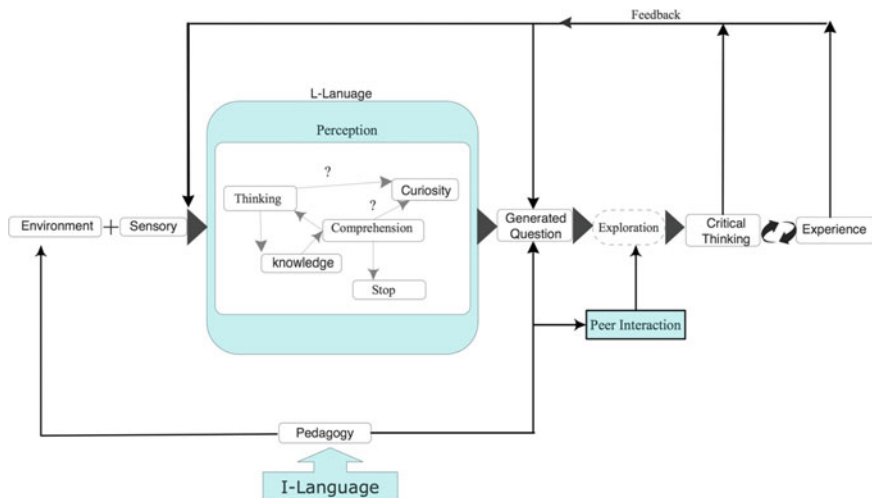 Feedback
L-Lanuage
Perception
?
Thinking
Curiosity
?
Comprehension
knowledge
Stop
Environment
+
Sensory
Generated
Question
Exploration
Critical
Thinking
Experience
Peer Interaction
Pedagogy
I-Language